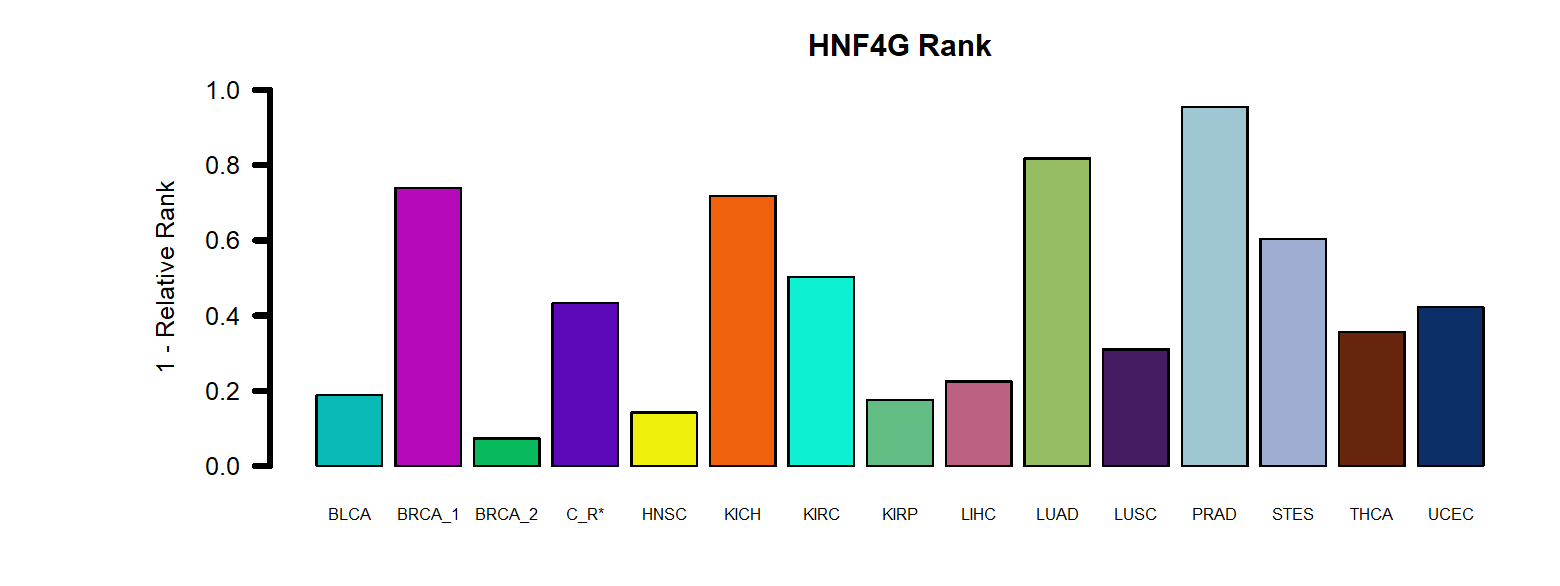 HNF4G Rank
1 - Relative Rank
1.0
0.8
0.6
0.4
0.2
0.0
BLCA BRCA_1 BRCA_2 C_R* HNSC KICH KIRC KIRP LIHC LUAD LUSC PRAD STES THCA UCEC